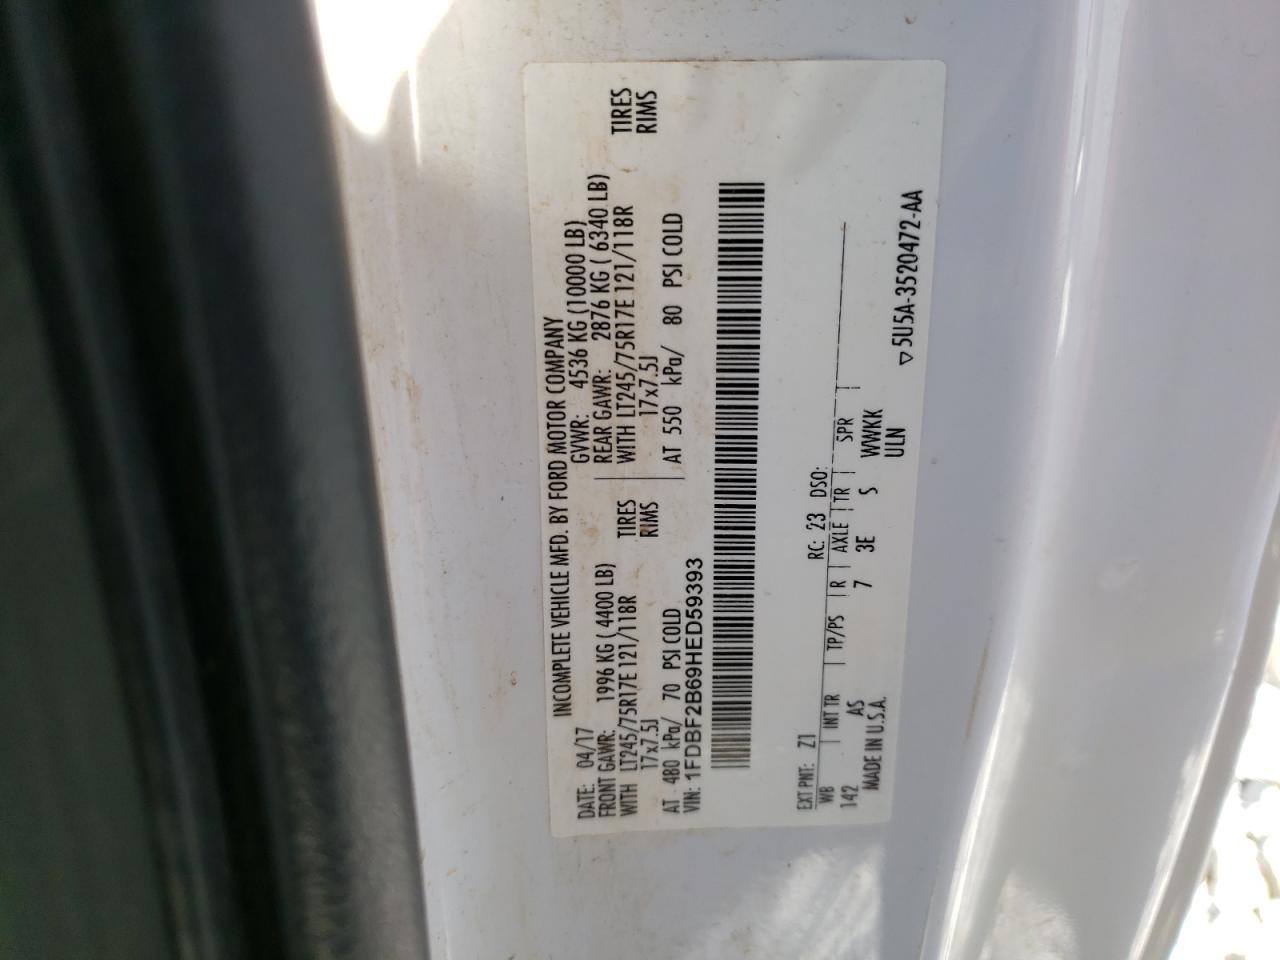 INCOMPLETE VEHICLE MFD. BY FORD MOTOR COMPANY
DATE: 04/17 GVWR: 4536 KG (10000 LB)
FRONT GAWR: 1996 KG ( 4400 LB) REAR GAWR: 2876 KG ( 6340 LB)
WITH LT245/75R17E 121/118R TIRES WITH LT245/75R17E 121/118R TIRES
17x7.5J RIMS 17x7.5J RIMS
AT 480 kPa/ 70 PSI COLD AT 550 kPa/ 80 PSI COLD
VIN: 1FDBF2B69HED59393
EXT PNT: Z1 RC: 23 DSO:
WB INT TR TP/PS R AXLE TR SPR
142 AS 7 3E S WWKK
MADE IN U.S.A. ULN
▽5U5A-3520472-AA